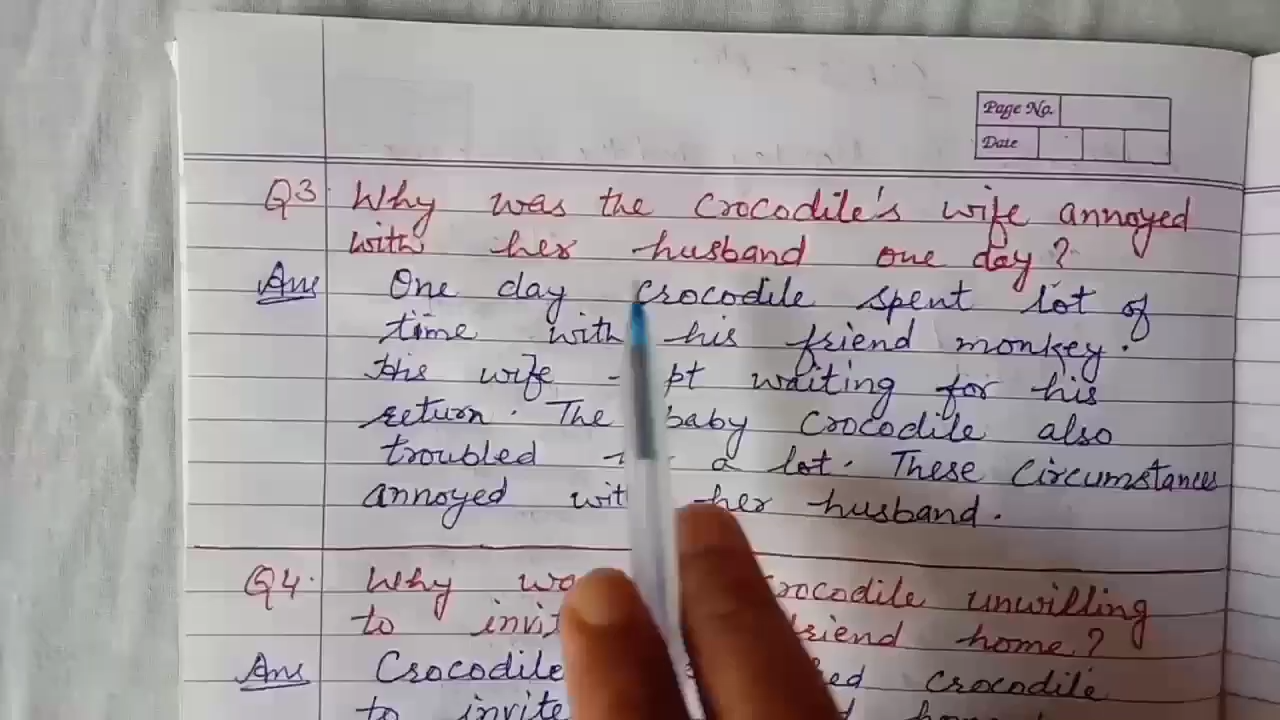 Page No.
Date
Q3. Why was the Crocodile's wife annoyed
with her husband one day?
Ans One day crocodile spent lot of
time with his friend monkey.
His wife pt waiting for his
return. The baby Crocodile also
troubled a lot. These Circumstances
annoyed with her husband.
Q4. Why rocodile unwilling
to invit riend home?
Ans Crocodile ed Crocodile
to invite